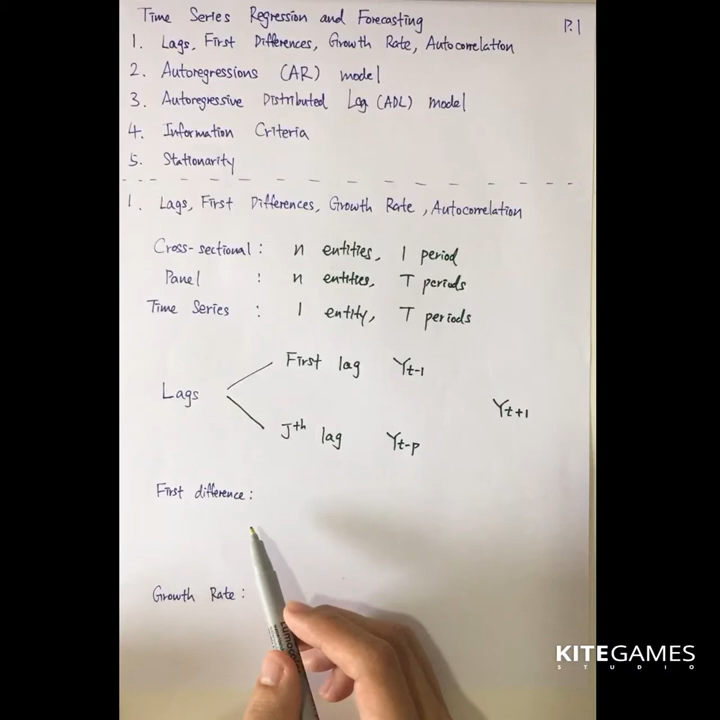 Time Series Regression and Forecasting P.1
1. Lags, First Differences, Growth Rate, Autocorrelation
2. Autoregressions (AR) model
3. Autoregressive Distributed Lag (ADL) model
4. Information Criteria
5. Stationarity
1. Lags, First Differences, Growth Rate, Autocorrelation
Cross-sectional: n entities, 1 period
Panel : n entities, T periods
Time Series : 1 entity, T periods
First lag Yt-1
Lags
Yt+1
Jth lag Yt-p
First difference:
Growth Rate:
KITEGAMES
STUDIO